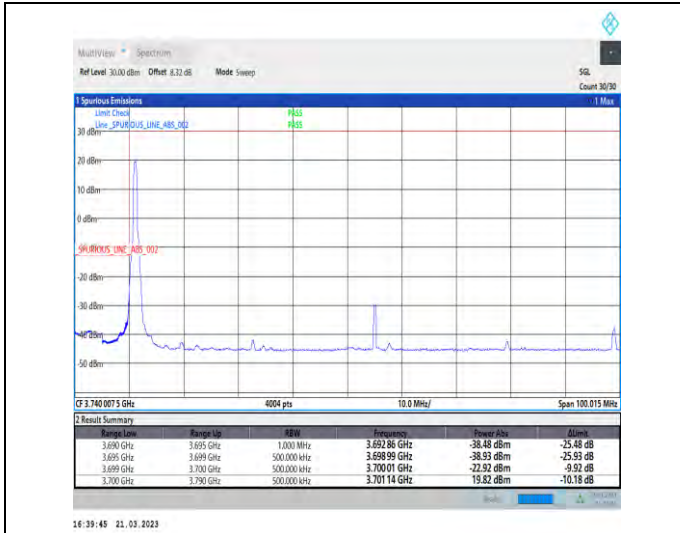 MultiView Spectrum
Ref Level 30.00 dBm Offset 8.32 dB Mode Sweep SGL
Count 30/30
1 Spurious Emissions 1 Max
Limit Check PASS
Line _SPURIOUS_LINE_ABS_002 PASS
30 dBm
20 dBm
10 dBm
0 dBm
_SPURIOUS_LINE_ABS_002
-20 dBm
-30 dBm
-40 dBm
-50 dBm
CF 3.740 007 5 GHz 4004 pts 10.0 MHz/ Span 100.015 MHz
2 Result Summary
Range Low Range Up RBW Frequency Power Abs ΔLimit
3.690 GHz 3.695 GHz 1.000 MHz 3.692 86 GHz -38.48 dBm -25.48 dB
3.695 GHz 3.699 GHz 500.000 kHz 3.698 99 GHz -38.93 dBm -25.93 dB
3.699 GHz 3.700 GHz 500.000 kHz 3.700 01 GHz -22.92 dBm -9.92 dB
3.700 GHz 3.790 GHz 500.000 kHz 3.701 14 GHz 19.82 dBm -10.18 dB
16:39:45 21.03.2023